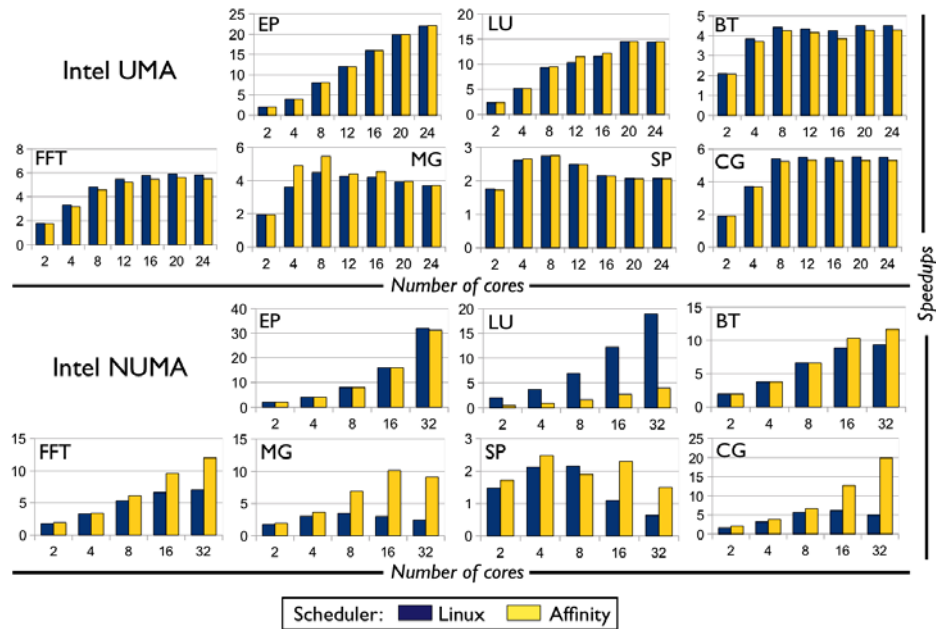 Intel UMA
EP
25
20
15
10
5
0
2 4 8 12 16 20 24
LU
20
15
10
5
0
2 4 8 12 16 20 24
BT
5
4
3
2
1
0
2 4 8 12 16 20 24
FFT
8
6
4
2
0
2 4 8 12 16 20 24
MG
6
4
2
0
2 4 8 12 16 20 24
SP
3
2
1
0
2 4 8 12 16 20 24
CG
6
4
2
0
2 4 8 12 16 20 24
Number of cores
Speedups
Intel NUMA
EP
40
30
20
10
0
2 4 8 16 32
LU
20
15
10
5
0
2 4 8 16 32
BT
15
10
5
0
2 4 8 16 32
FFT
15
10
5
0
2 4 8 16 32
MG
15
10
5
0
2 4 8 16 32
SP
3
2
1
0
2 4 8 16 32
CG
25
20
15
10
5
0
2 4 8 16 32
Number of cores
Scheduler: Linux Affinity